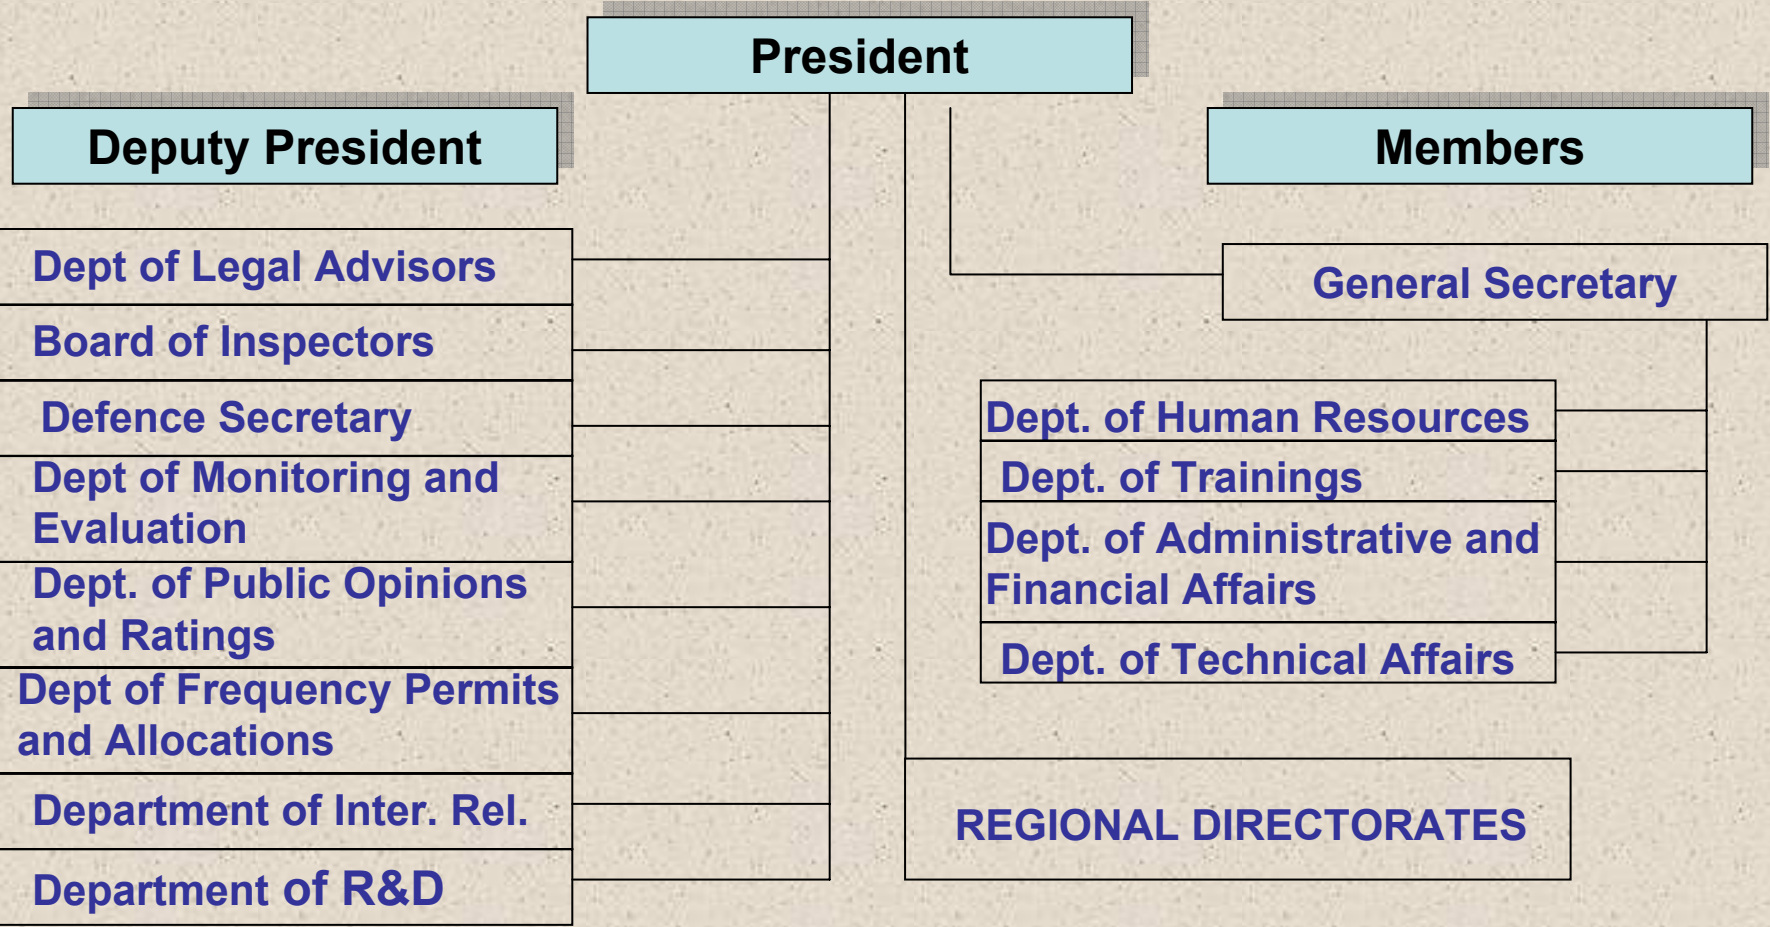 President
Deputy President
Members
Dept of Legal Advisors
Board of Inspectors
Defence Secretary
Dept of Monitoring and
Evaluation
Dept. of Public Opinions
and Ratings
Dept of Frequency Permits
and Allocations
Department of Inter. Rel.
Department of R&D
General Secretary
Dept. of Human Resources
Dept. of Trainings
Dept. of Administrative and
Financial Affairs
Dept. of Technical Affairs
REGIONAL DIRECTORATES